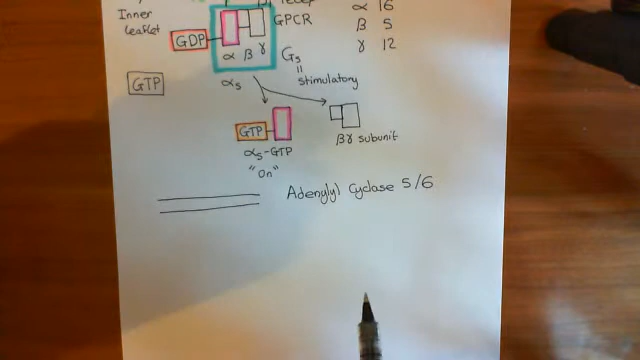 Inner
GPCR
leaflet
GDP
α β γ
Gs
α 16
β 5
γ 12
=
stimulatory
GTP
αs
GTP
αs-GTP
"On"
βγ subunit
Adenylyl Cyclase 5/6